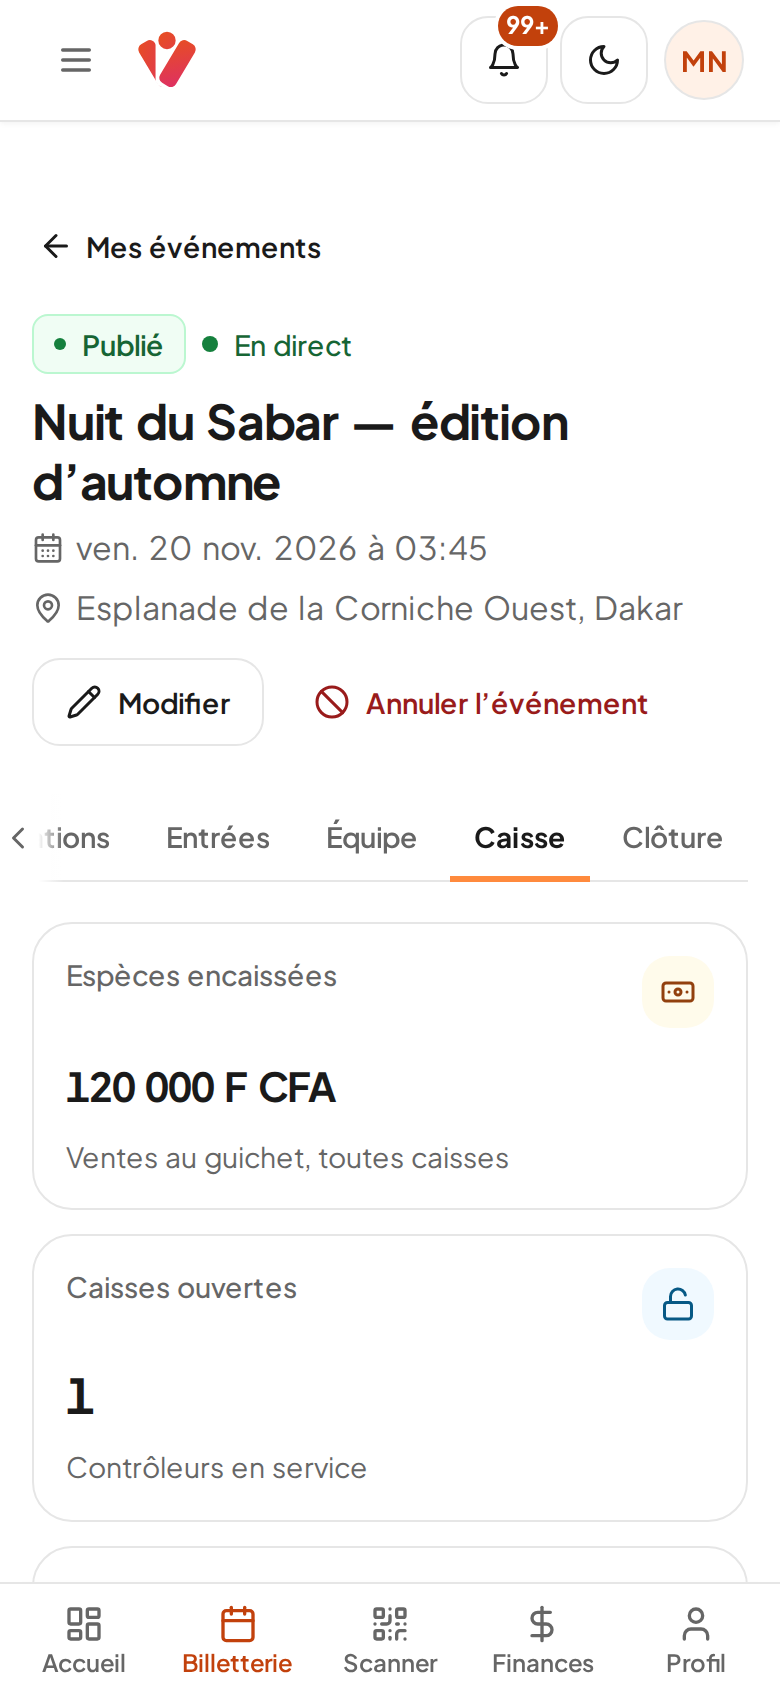 99+
MN
Mes événements
Publié
En direct
Nuit du Sabar — édition
d’automne
ven. 20 nov. 2026 à 03:45
Esplanade de la Corniche Ouest, Dakar
Modifier
Annuler l’événement
tions Entrées Équipe Caisse Clôture
Espèces encaissées
120 000 F CFA
Ventes au guichet, toutes caisses
Caisses ouvertes
1
Contrôleurs en service
Accueil Billetterie Scanner Finances Profil